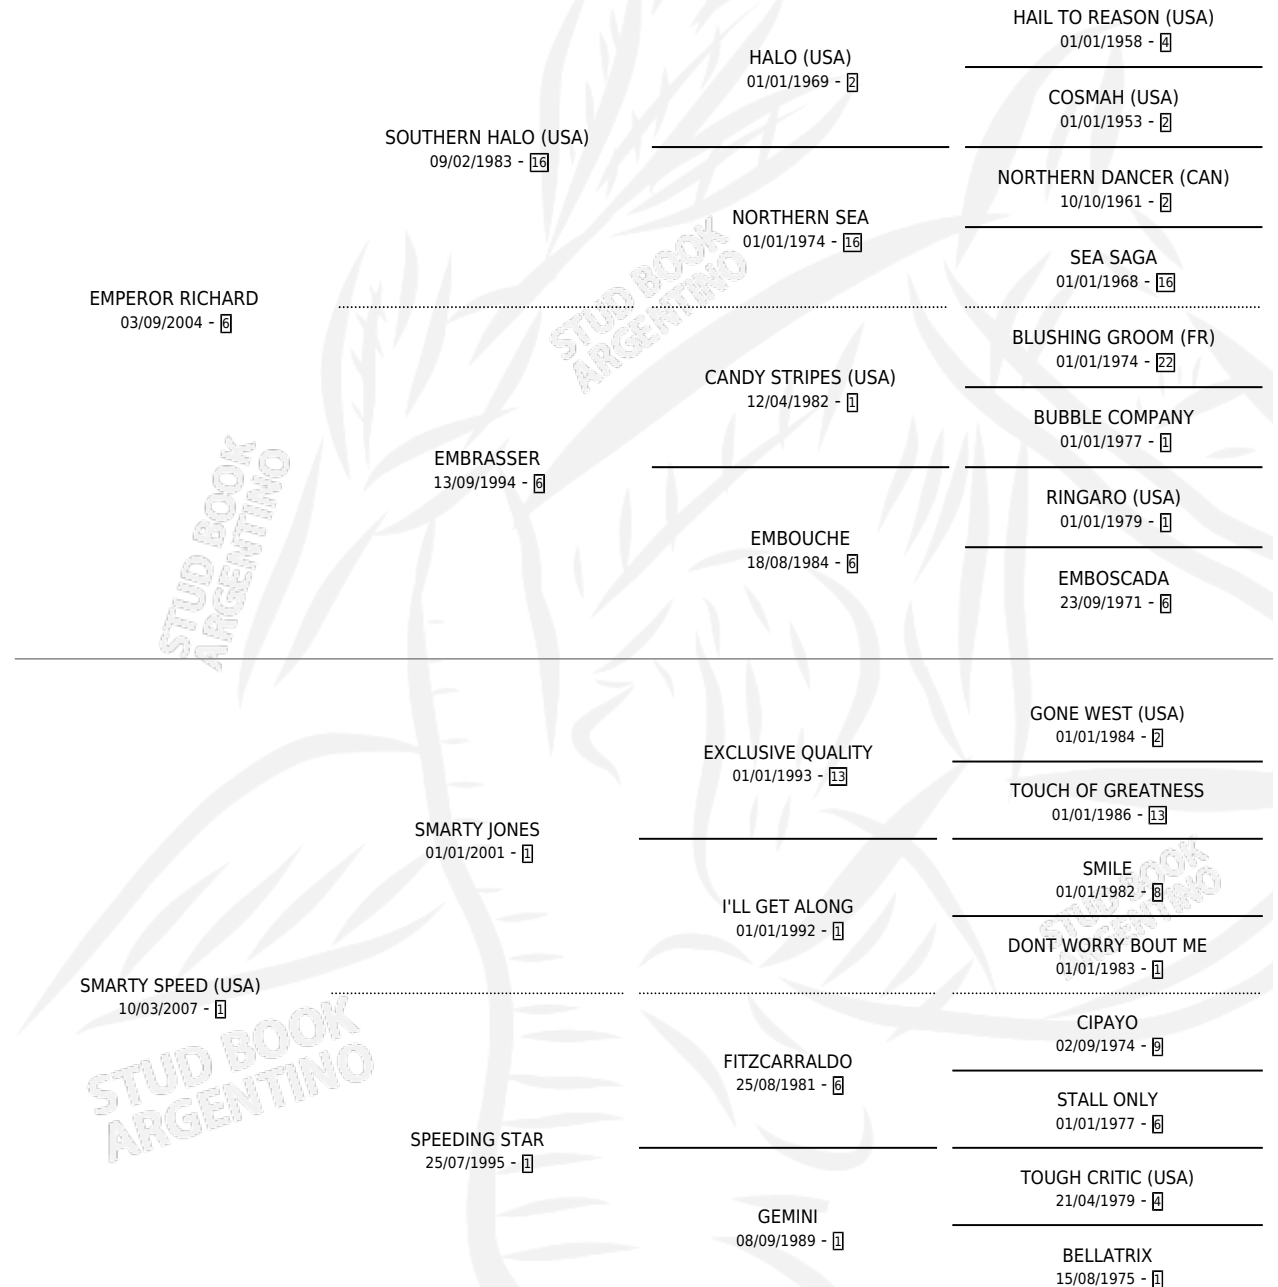 HAIL TO REASON (USA)
01/01/1958 - 4
HALO (USA)
01/01/1969 - 2
COSMAH (USA)
01/01/1953 - 2
SOUTHERN HALO (USA)
09/02/1983 - 16
NORTHERN DANCER (CAN)
10/10/1961 - 2
NORTHERN SEA
01/01/1974 - 16
SEA SAGA
01/01/1968 - 16
EMPEROR RICHARD
03/09/2004 - 6
BLUSHING GROOM (FR)
01/01/1974 - 22
CANDY STRIPES (USA)
12/04/1982 - 1
BUBBLE COMPANY
01/01/1977 - 1
EMBRASSER
13/09/1994 - 6
RINGARO (USA)
01/01/1979 - 1
EMBOUCHE
18/08/1984 - 6
EMBOSCADA
23/09/1971 - 6
STUD BOOK
ARGENTINO
STUD BOOK
ARGENTINO
GONE WEST (USA)
01/01/1984 - 2
EXCLUSIVE QUALITY
01/01/1993 - 13
TOUCH OF GREATNESS
01/01/1986 - 13
SMARTY JONES
01/01/2001 - 1
SMILE
01/01/1982 - 8
I'LL GET ALONG
01/01/1992 - 1
DONT WORRY BOUT ME
01/01/1983 - 1
SMARTY SPEED (USA)
10/03/2007 - 1
CIPAYO
02/09/1974 - 9
FITZCARRALDO
25/08/1981 - 6
STALL ONLY
01/01/1977 - 6
SPEEDING STAR
25/07/1995 - 1
TOUGH CRITIC (USA)
21/04/1979 - 4
GEMINI
08/09/1989 - 1
BELLATRIX
15/08/1975 - 1
STUD BOOK
ARGENTINO
STUD BOOK
ARGENTINO